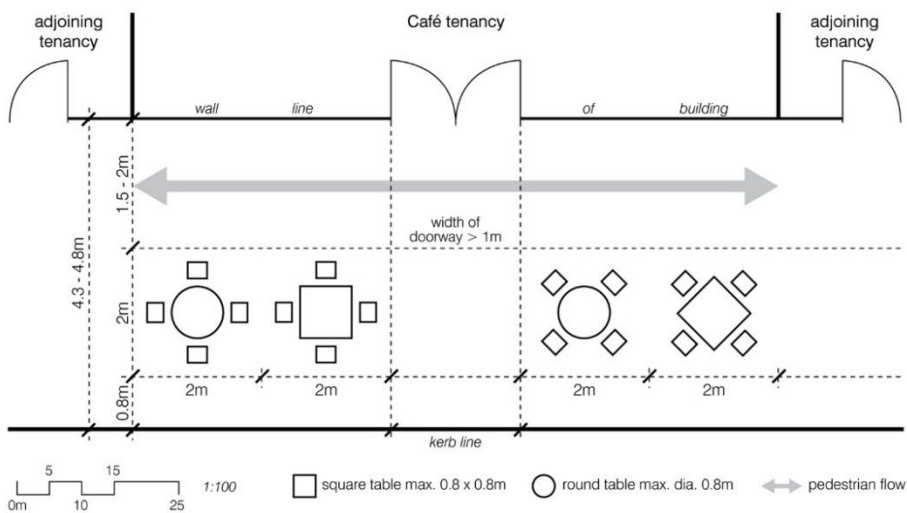 adjoining
tenancy
Café tenancy
adjoining
tenancy
wall line of building
1.5 - 2m
width of
doorway > 1m
4.3 - 4.8m
2m
2m 2m 2m 2m
0.8m
kerb line
5 15
0m 10 25
1:100
square table max. 0.8 x 0.8m
round table max. dia. 0.8m
pedestrian flow